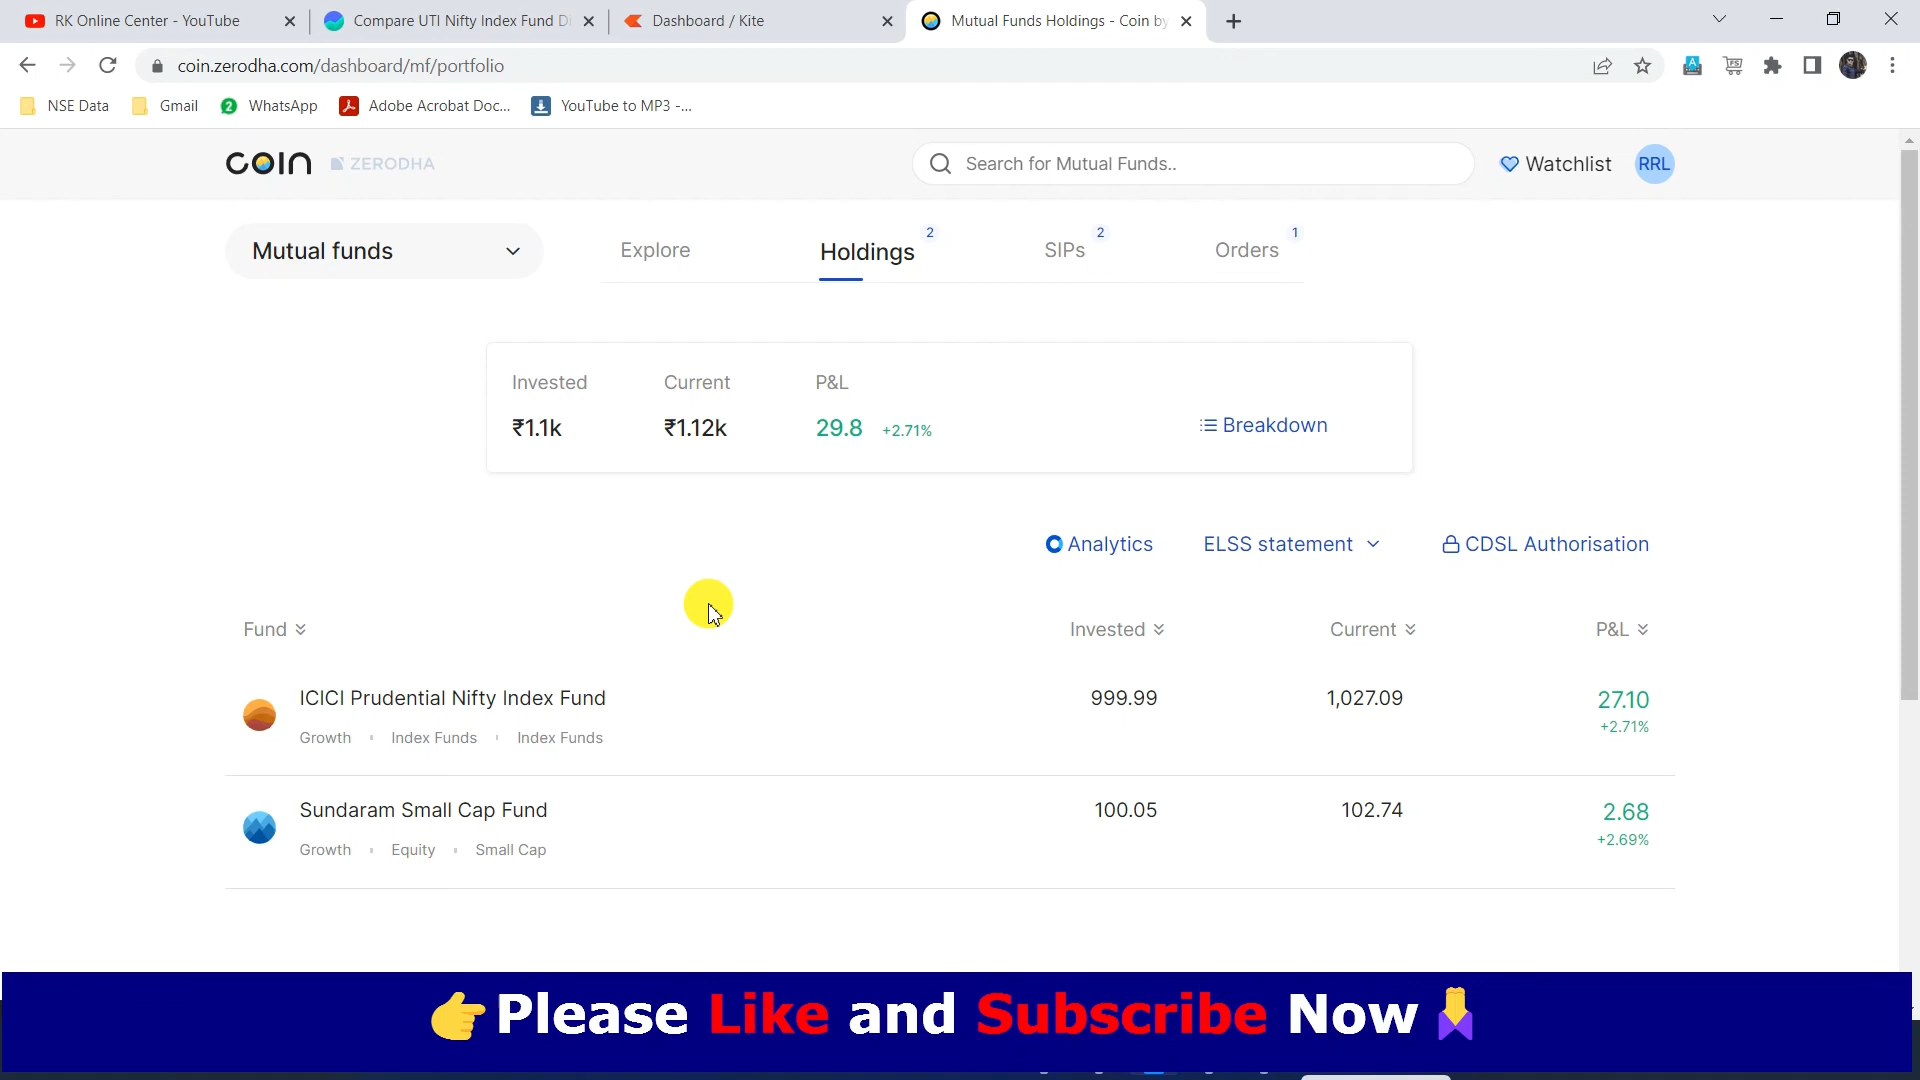 RK Online Center - YouTube
Compare UTI Nifty Index Fund Di
Dashboard / Kite
Mutual Funds Holdings - Coin by
coin.zerodha.com/dashboard/mf/portfolio
NSE Data
Gmail
2 WhatsApp
Adobe Acrobat Doc...
YouTube to MP3 -...
coin ZERODHA
Search for Mutual Funds..
Watchlist
RRL
Mutual funds
Explore
Holdings 2
SIPs 2
Orders 1
Invested Current P&L
₹1.1k ₹1.12k 29.8 +2.71%
Breakdown
Analytics ELSS statement CDSL Authorisation
Fund Invested Current P&L
ICICI Prudential Nifty Index Fund 999.99 1,027.09 27.10
Growth Index Funds Index Funds +2.71%
Sundaram Small Cap Fund 100.05 102.74 2.68
Growth Equity Small Cap +2.69%
Please Like and Subscribe Now